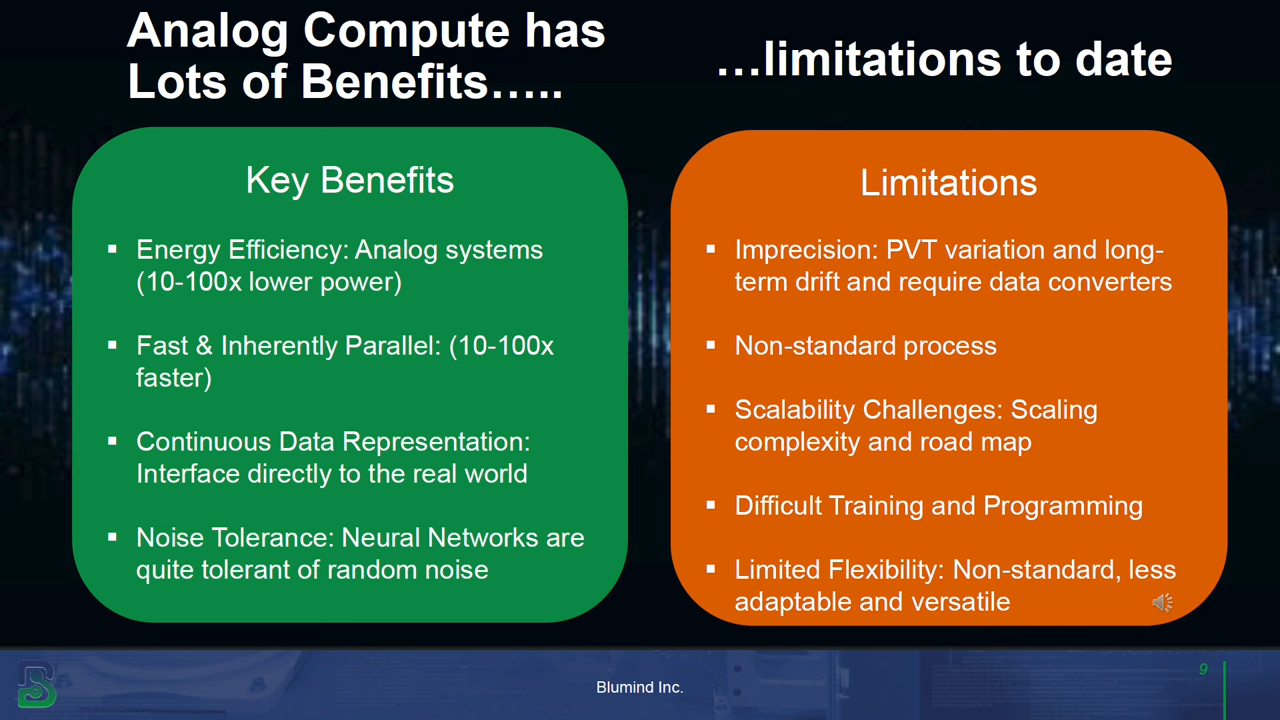 Analog Compute has
Lots of Benefits…..
…limitations to date
Key Benefits
▪ Energy Efficiency: Analog systems
(10-100x lower power)
▪ Fast & Inherently Parallel: (10-100x
faster)
▪ Continuous Data Representation:
Interface directly to the real world
▪ Noise Tolerance: Neural Networks are
quite tolerant of random noise
Limitations
▪ Imprecision: PVT variation and long-
term drift and require data converters
▪ Non-standard process
▪ Scalability Challenges: Scaling
complexity and road map
▪ Difficult Training and Programming
▪ Limited Flexibility: Non-standard, less
adaptable and versatile
Blumind Inc.
9